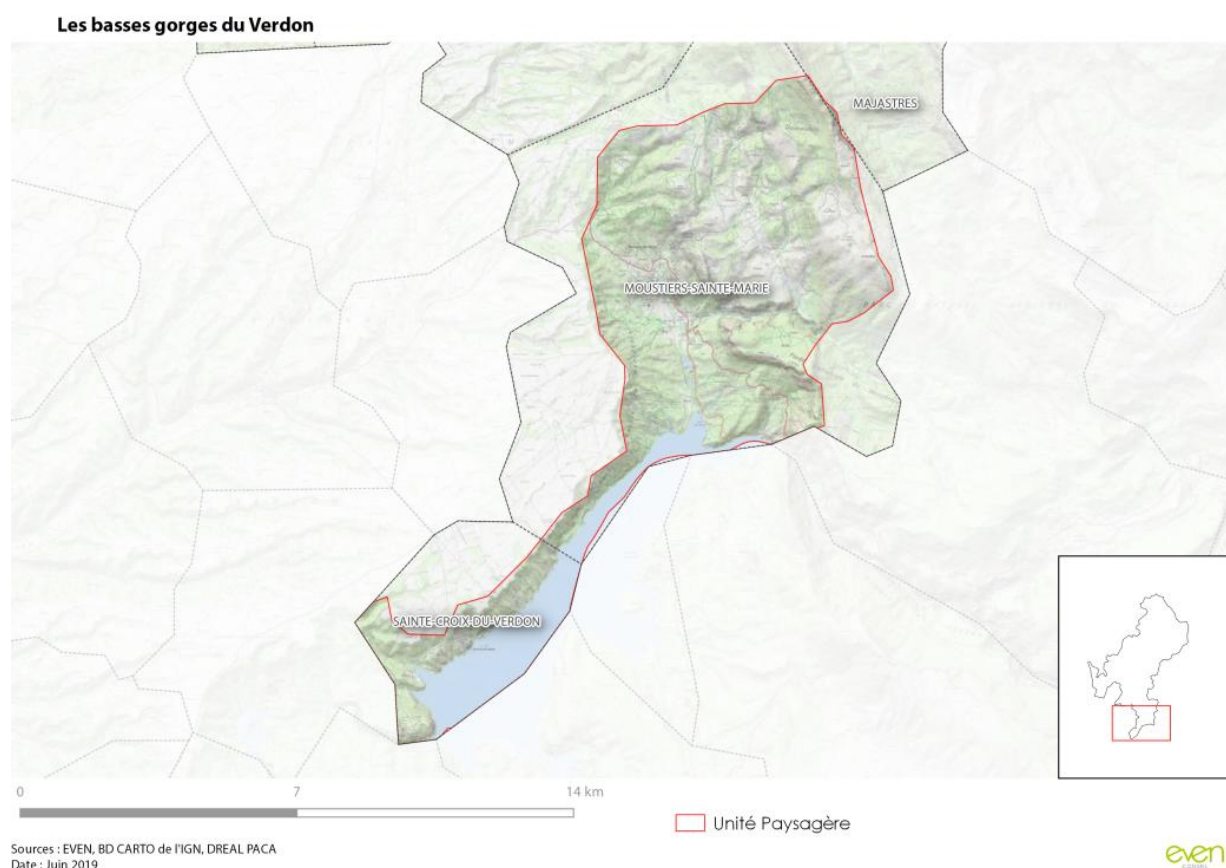 Les basses gorges du Verdon
MAJASTRES
MOUSTIERS-SAINTE-MARIE
SAINTE-CROIX-DU-VERDON
0 7 14 km
Unité Paysagère
Sources : EVEN, BD CARTO de l'IGN, DREAL PACA
Date : Juin 2019
even
CONSEIL